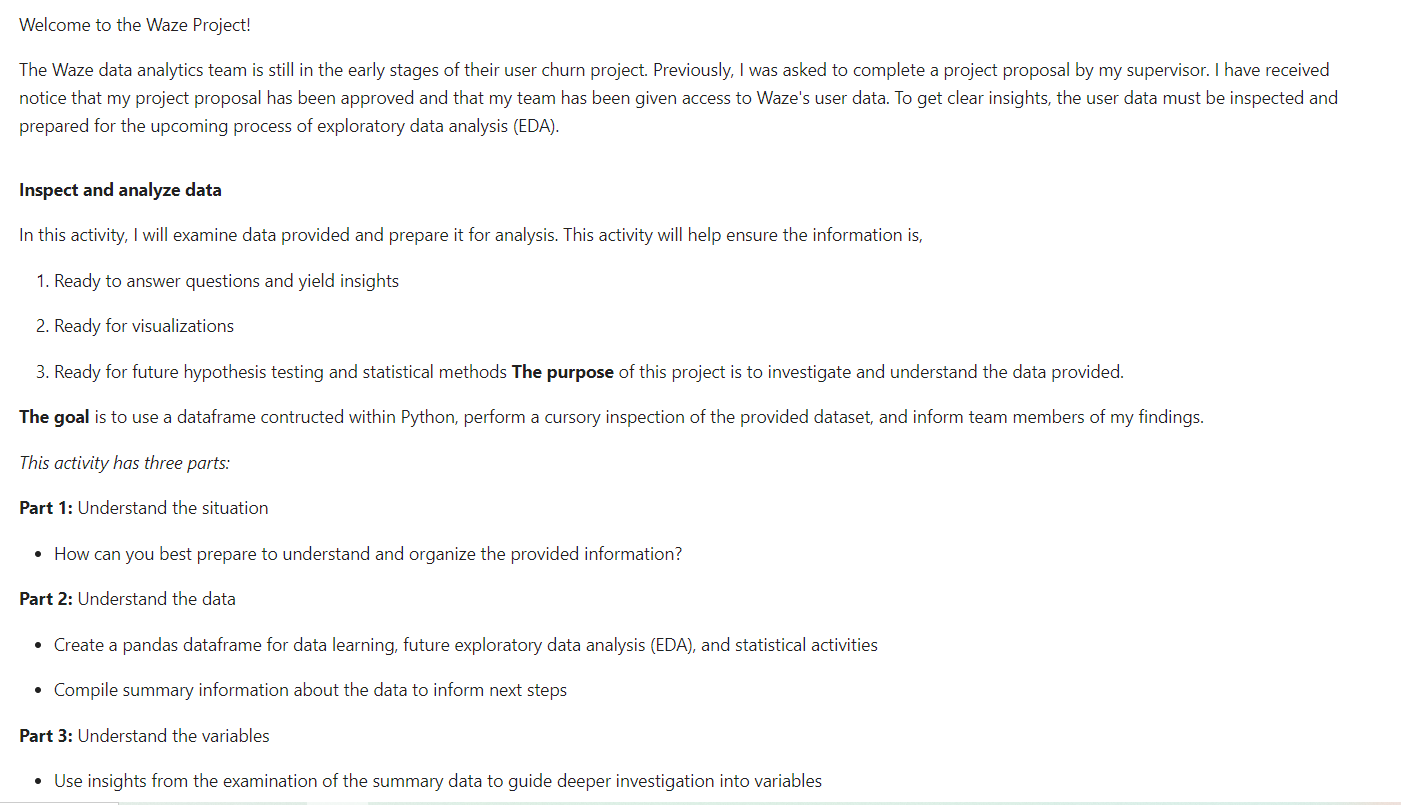 Welcome to the Waze Project!
The Waze data analytics team is still in the early stages of their user churn project. Previously, I was asked to complete a project proposal by my supervisor. I have received
notice that my project proposal has been approved and that my team has been given access to Waze's user data. To get clear insights, the user data must be inspected and
prepared for the upcoming process of exploratory data analysis (EDA).
Inspect and analyze data
In this activity, I will examine data provided and prepare it for analysis. This activity will help ensure the information is,
1. Ready to answer questions and yield insights
2. Ready for visualizations
3. Ready for future hypothesis testing and statistical methods The purpose of this project is to investigate and understand the data provided.
The goal is to use a dataframe contructed within Python, perform a cursory inspection of the provided dataset, and inform team members of my findings.
This activity has three parts:
Part 1: Understand the situation
• How can you best prepare to understand and organize the provided information?
Part 2: Understand the data
• Create a pandas dataframe for data learning, future exploratory data analysis (EDA), and statistical activities
• Compile summary information about the data to inform next steps
Part 3: Understand the variables
• Use insights from the examination of the summary data to guide deeper investigation into variables